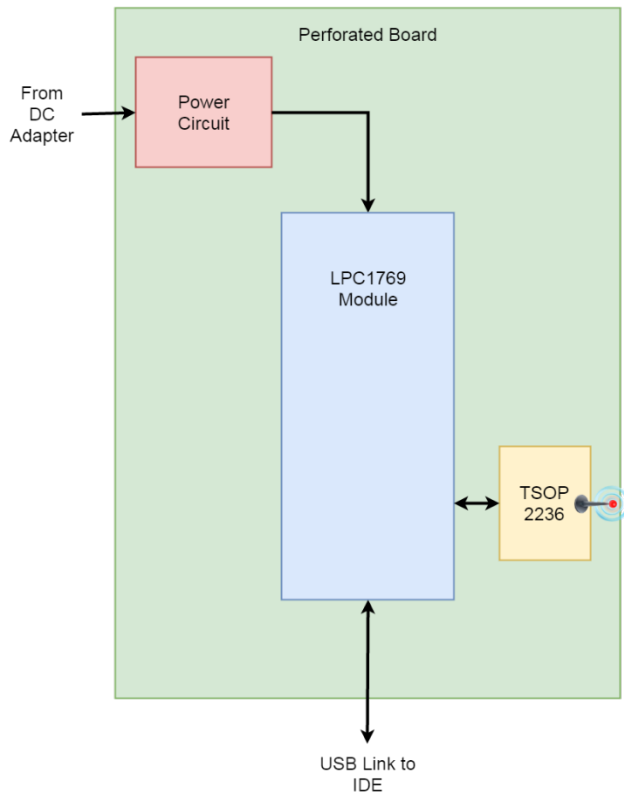 Perforated Board
From
DC
Adapter
Power
Circuit
LPC1769
Module
TSOP
2236
USB Link to
IDE